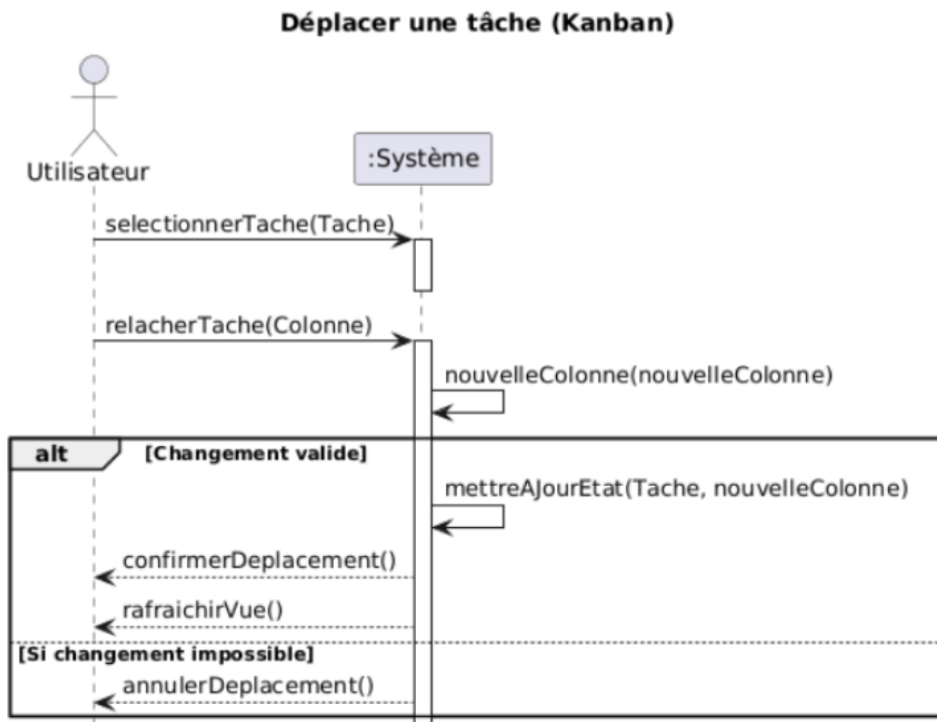 Déplacer une tâche (Kanban)
Utilisateur
:Système
selectionnerTache(Tache)
relacherTache(Colonne)
nouvelleColonne(nouvelleColonne)
alt [Changement valide]
mettreAJourEtat(Tache, nouvelleColonne)
confirmerDeplacement()
rafraichirVue()
[Si changement impossible]
annulerDeplacement()